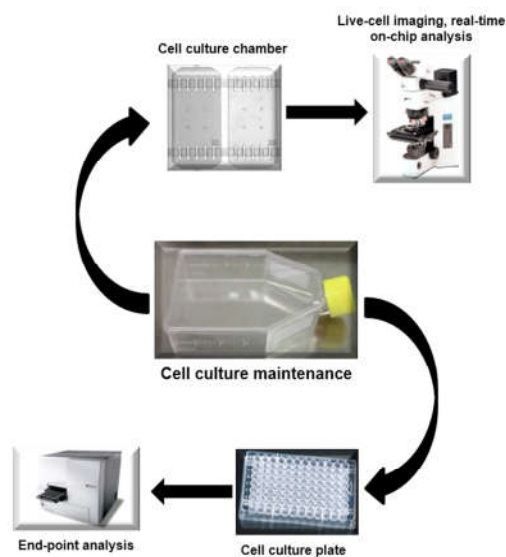 Live-cell imaging, real-time
on-chip analysis
Cell culture chamber
Cell culture maintenance
End-point analysis
Cell culture plate